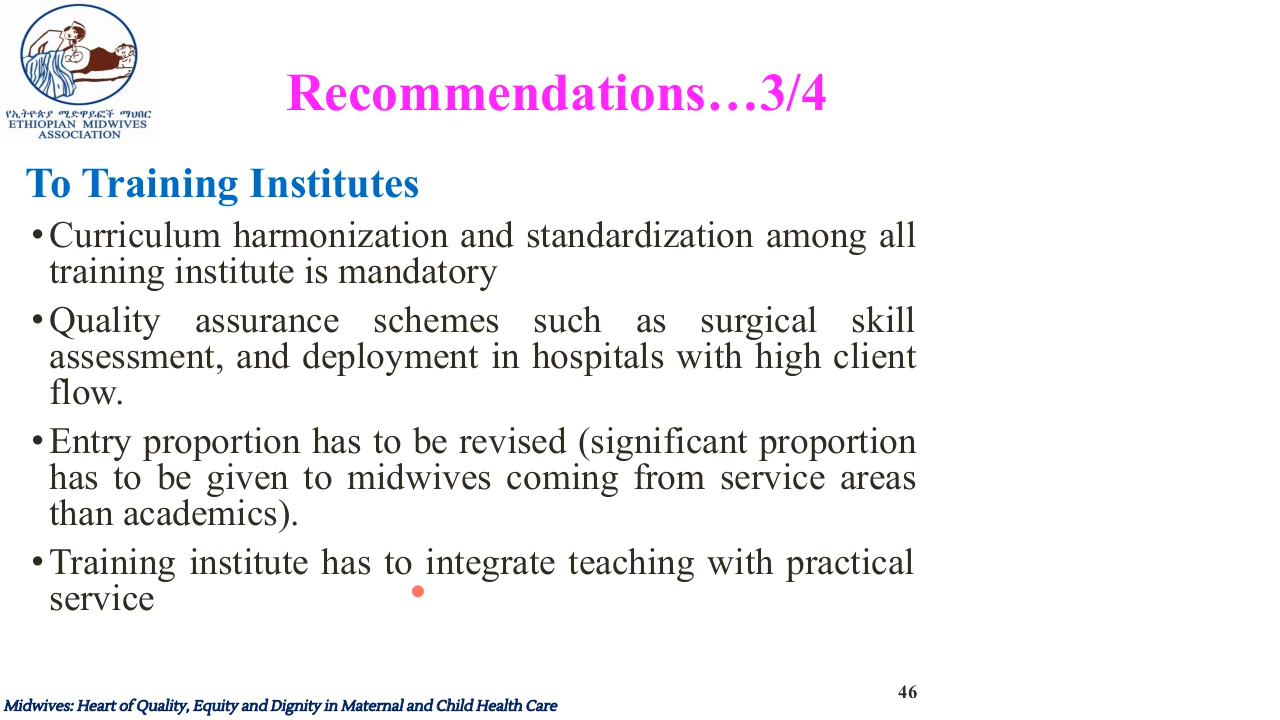 የኢትዮጵያ ሚድዋይፎች ማህበር
ETHIOPIAN MIDWIVES
ASSOCIATION
Recommendations…3/4
To Training Institutes
•Curriculum harmonization and standardization among all
training institute is mandatory
•Quality assurance schemes such as surgical skill
assessment, and deployment in hospitals with high client
flow.
•Entry proportion has to be revised (significant proportion
has to be given to midwives coming from service areas
than academics).
•Training institute has to integrate teaching with practical
service
46
Midwives: Heart of Quality, Equity and Dignity in Maternal and Child Health Care